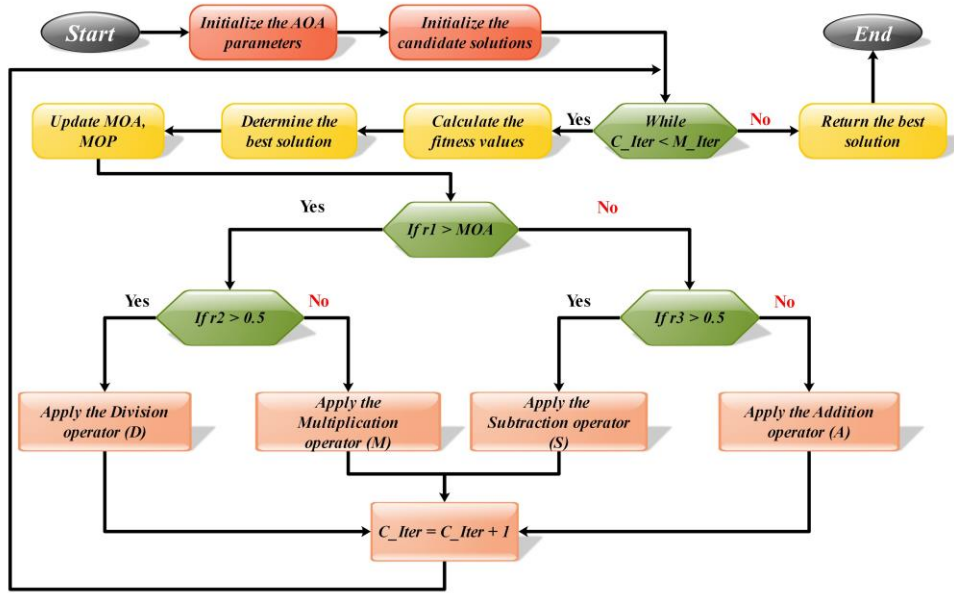 Start
Initialize the AOA
parameters
Initialize the
candidate solutions
End
Update MOA,
MOP
Determine the
best solution
Calculate the
fitness values
Yes
While
C_Iter < M_Iter
No
Return the best
solution
Yes
If r1 > MOA
No
Yes
If r2 > 0.5
No
Yes
If r3 > 0.5
No
Apply the Division
operator (D)
Apply the
Multiplication
operator (M)
Apply the
Subtraction operator
(S)
Apply the Addition
operator (A)
C_Iter = C_Iter + 1